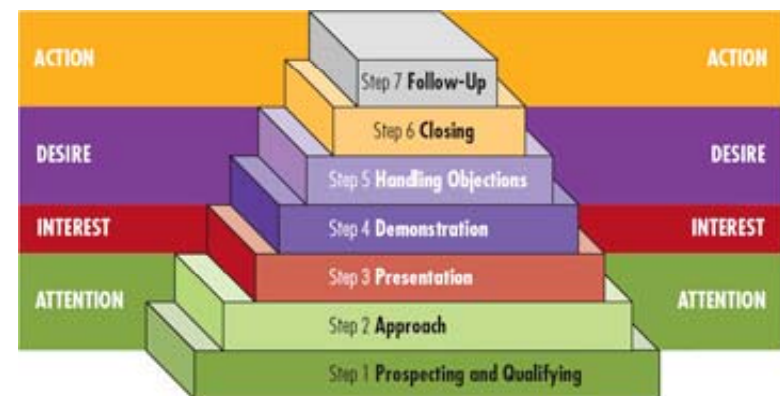 ACTION
ACTION
Step 7 Follow-Up
Step 6 Closing
DESIRE
DESIRE
Step 5 Handling Objections
INTEREST
Step 4 Demonstration
INTEREST
Step 3 Presentation
ATTENTION
ATTENTION
Step 2 Approach
Step 1 Prospecting and Qualifying